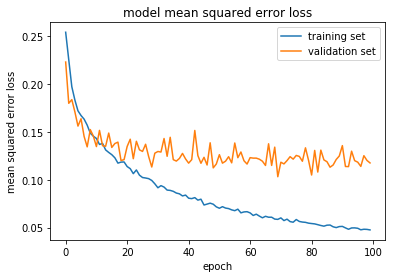 model mean squared error loss
training set
validation set
mean squared error loss
0.25
0.20
0.15
0.10
0.05
0
20
40
60
80
100
epoch